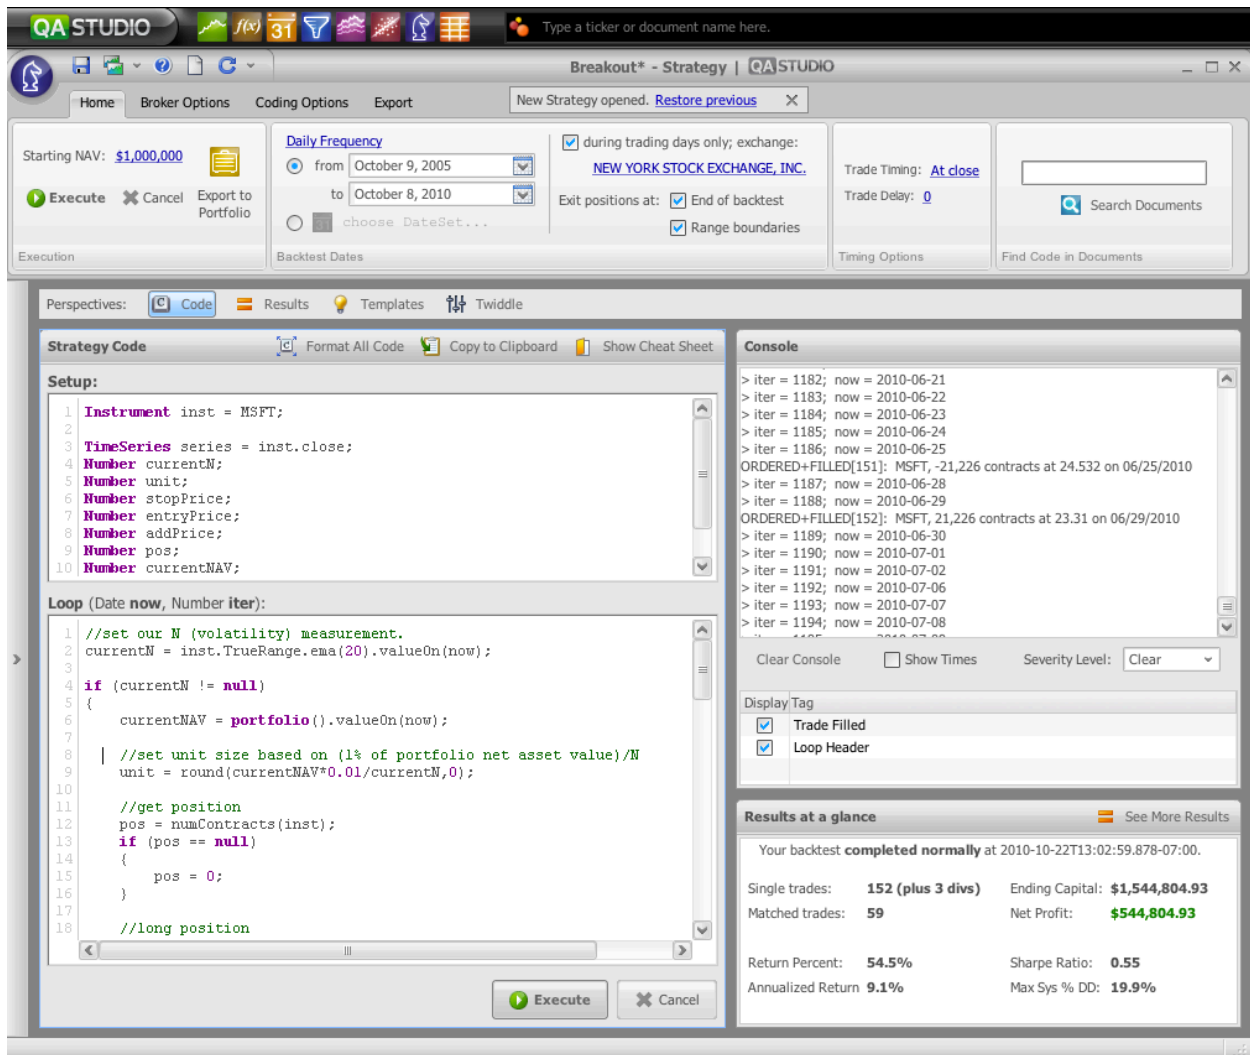 QA STUDIO
f(x)
31
Type a ticker or document name here.
Breakout* - Strategy | QA STUDIO
Home
Broker Options
Coding Options
Export
New Strategy opened. Restore previous
Starting NAV: $1,000,000
Execute
Cancel
Export to
Portfolio
Execution
Daily Frequency
from October 9, 2005
to October 8, 2010
31 choose DateSet...
Backtest Dates
during trading days only; exchange:
NEW YORK STOCK EXCHANGE, INC.
Exit positions at: End of backtest
Range boundaries
Trade Timing: At close
Trade Delay: 0
Timing Options
Search Documents
Find Code in Documents
Perspectives: Code Results Templates Twiddle
Strategy Code
Format All Code Copy to Clipboard Show Cheat Sheet
Setup:
1 Instrument inst = MSFT;
2
3 TimeSeries series = inst.close;
4 Number currentN;
5 Number unit;
6 Number stopPrice;
7 Number entryPrice;
8 Number addPrice;
9 Number pos;
10 Number currentNAV;
Loop (Date now, Number iter):
1 //set our N (volatility) measurement.
2 currentN = inst.TrueRange.ema(20).valueOn(now);
3
4 if (currentN != null)
5 {
6 currentNAV = portfolio().valueOn(now);
7
8 //set unit size based on (1% of portfolio net asset value)/N
9 unit = round(currentNAV*0.01/currentN,0);
10
11 //get position
12 pos = numContracts(inst);
13 if (pos == null)
14 {
15 pos = 0;
16 }
17
18 //long position
Execute
Cancel
Console
> iter = 1182; now = 2010-06-21
> iter = 1183; now = 2010-06-22
> iter = 1184; now = 2010-06-23
> iter = 1185; now = 2010-06-24
> iter = 1186; now = 2010-06-25
ORDERED+FILLED[151]: MSFT, -21,226 contracts at 24.532 on 06/25/2010
> iter = 1187; now = 2010-06-28
> iter = 1188; now = 2010-06-29
ORDERED+FILLED[152]: MSFT, 21,226 contracts at 23.31 on 06/29/2010
> iter = 1189; now = 2010-06-30
> iter = 1190; now = 2010-07-01
> iter = 1191; now = 2010-07-02
> iter = 1192; now = 2010-07-06
> iter = 1193; now = 2010-07-07
> iter = 1194; now = 2010-07-08
Clear Console
Show Times
Severity Level: Clear
Display Tag
Trade Filled
Loop Header
Results at a glance
See More Results
Your backtest completed normally at 2010-10-22T13:02:59.878-07:00.
Single trades: 152 (plus 3 divs) Ending Capital: $1,544,804.93
Matched trades: 59 Net Profit: $544,804.93
Return Percent: 54.5% Sharpe Ratio: 0.55
Annualized Return 9.1% Max Sys % DD: 19.9%